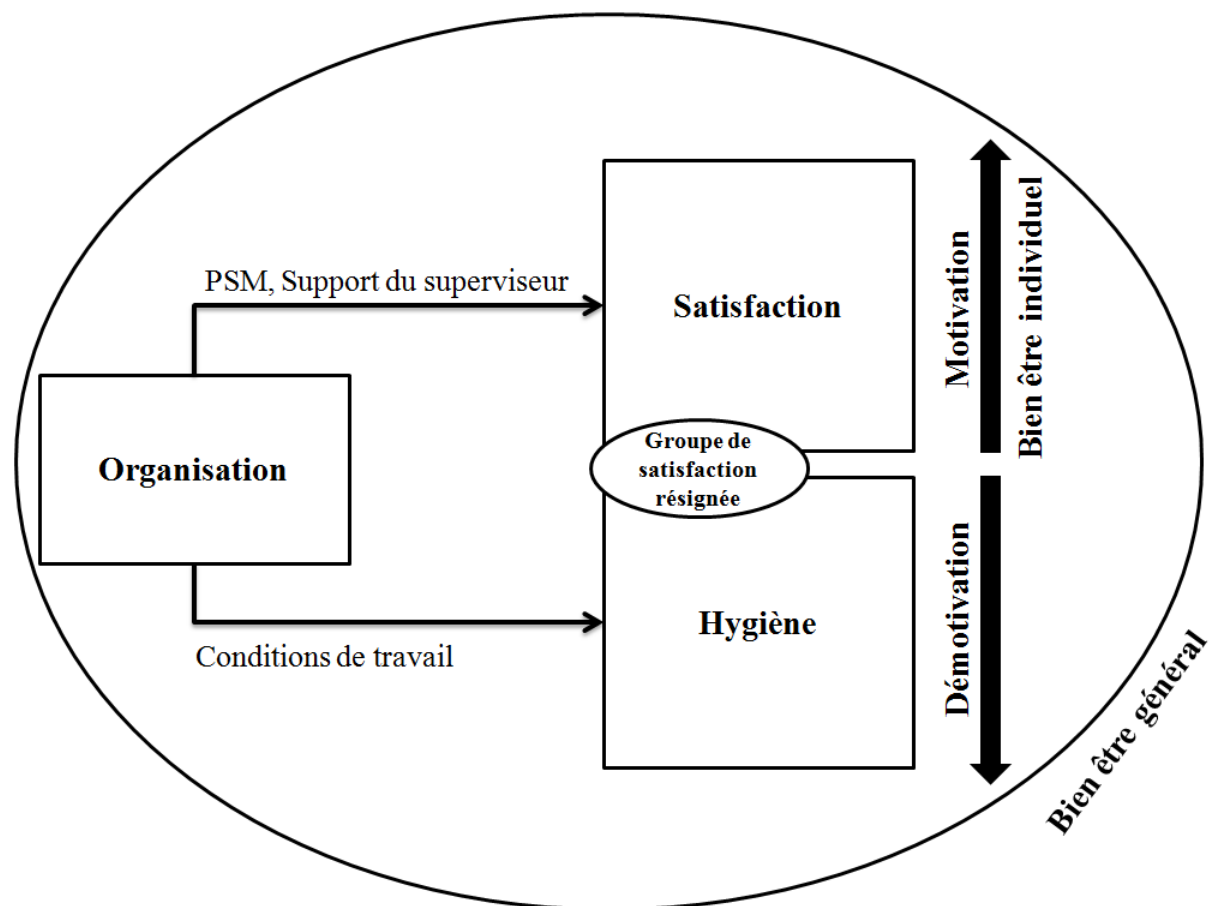 PSM, Support du superviseur
Satisfaction
Motivation
Bien être individuel
Organisation
Groupe de
satisfaction
résignée
Conditions de travail
Hygiène
Démotivation
Bien être général